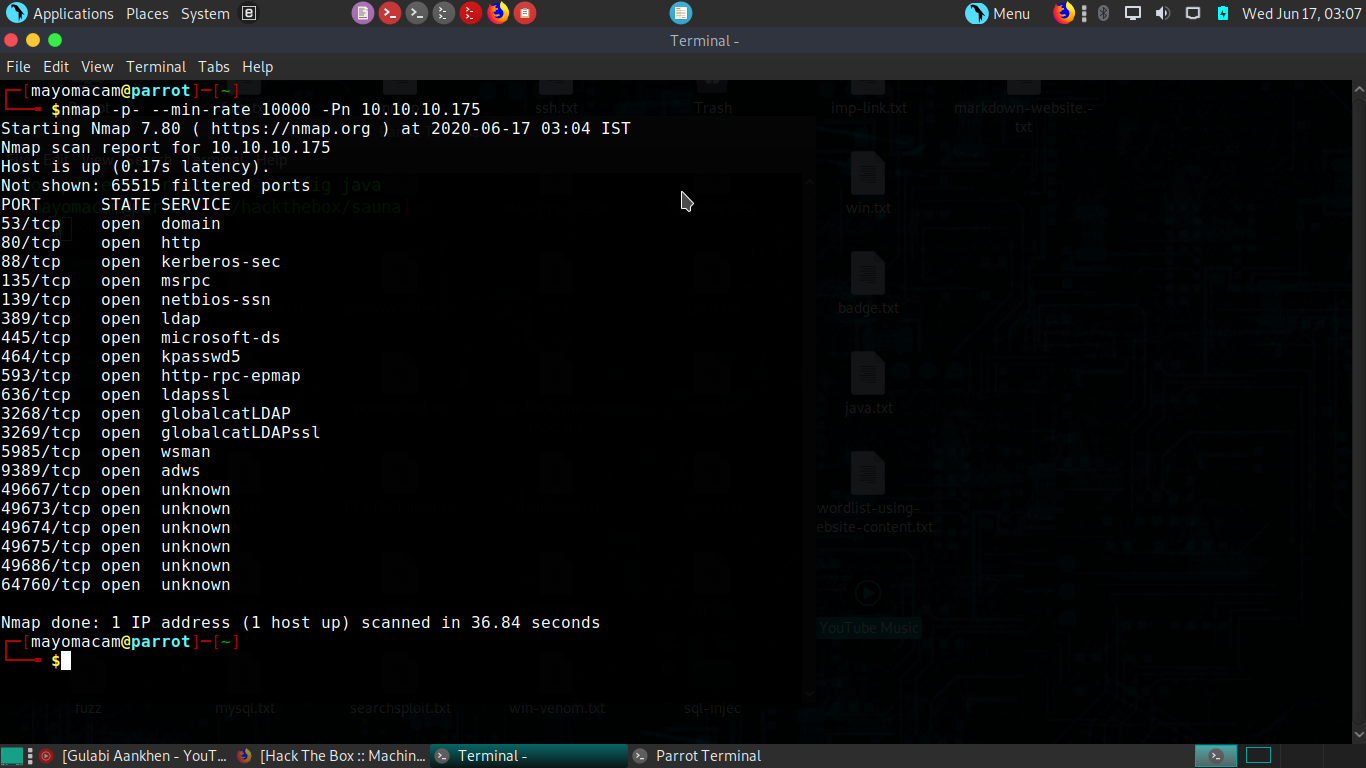 Applications Places System
Menu
Wed Jun 17, 03:07
Terminal -
File Edit View Terminal Tabs Help
┌─[mayomacam@parrot]─[~]
└──╼ $nmap -p- --min-rate 10000 -Pn 10.10.10.175
Starting Nmap 7.80 ( https://nmap.org ) at 2020-06-17 03:04 IST
Nmap scan report for 10.10.10.175
Host is up (0.17s latency).
Not shown: 65515 filtered ports
PORT STATE SERVICE
53/tcp open domain
80/tcp open http
88/tcp open kerberos-sec
135/tcp open msrpc
139/tcp open netbios-ssn
389/tcp open ldap
445/tcp open microsoft-ds
464/tcp open kpasswd5
593/tcp open http-rpc-epmap
636/tcp open ldapssl
3268/tcp open globalcatLDAP
3269/tcp open globalcatLDAPssl
5985/tcp open wsman
9389/tcp open adws
49667/tcp open unknown
49673/tcp open unknown
49674/tcp open unknown
49675/tcp open unknown
49686/tcp open unknown
64760/tcp open unknown
Nmap done: 1 IP address (1 host up) scanned in 36.84 seconds
┌─[mayomacam@parrot]─[~]
└──╼ $
ssh.txt
Trash
imp-link.txt
markdown-website.-
txt
win.txt
badge.txt
java.txt
wordlist-using-
ebsite-content.txt
YouTube Music
fuzz
mysql.txt
searchsploit.txt
win-venom.txt
sql-injec
[Gulabi Aankhen - YouT...
[Hack The Box :: Machin...
Terminal -
Parrot Terminal